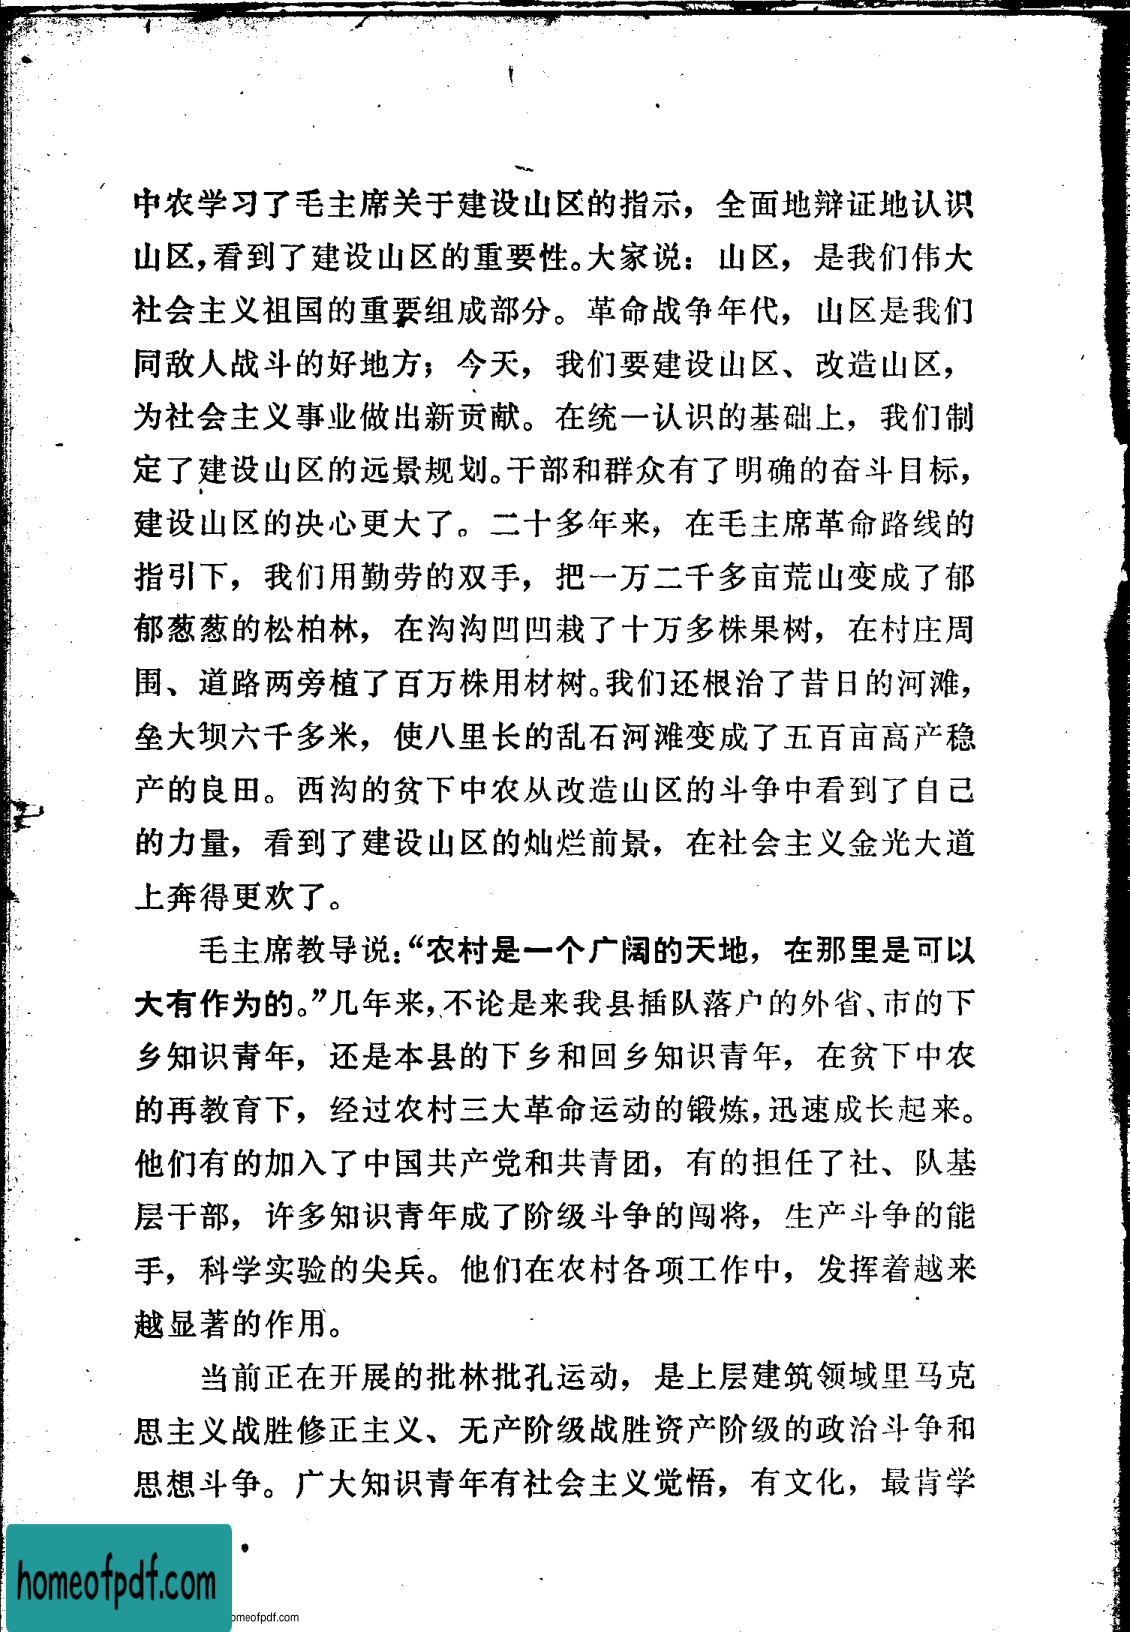 中农学习了毛主席关于建设山区的指示，全面地辩证地认识
山区，看到了建设山区的重要性。大家说：山区，是我们伟大
社会主义祖国的重要组成部分。革命战争年代，山区是我们
同敌人战斗的好地方；今天，我们要建设山区、改造山区，
为社会主义事业做出新贡献。在统一认识的基础上，我们制
定了建设山区的远景规划。干部和群众有了明确的奋斗目标，
建设山区的决心更大了。二十多年来，在毛主席革命路线的
指引下，我们用勤劳的双手，把一万二千多亩荒山变成了郁
郁葱葱的松柏林，在沟沟凹凹栽了十万多株果树，在村庄周
围、道路两旁植了百万株用材树。我们还根治了昔日的河滩，
垒大坝六千多米，使八里长的乱石河滩变成了五百亩高产稳
产的良田。西沟的贫下中农从改造山区的斗争中看到了自己
的力量，看到了建设山区的灿烂前景，在社会主义金光大道
上奔得更欢了。
毛主席教导说：“农村是一个广阔的天地，在那里是可以
大有作为的。”几年来，不论是来我县插队落户的外省、市的下
乡知识青年，还是本县的下乡和回乡知识青年，在贫下中农
的再教育下，经过农村三大革命运动的锻炼，迅速成长起来。
他们有的加入了中国共产党和共青团，有的担任了社、队基
层干部，许多知识青年成了阶级斗争的闯将，生产斗争的能
手，科学实验的尖兵。他们在农村各项工作中，发挥着越来
越显著的作用。
当前正在开展的批林批孔运动，是上层建筑领域里马克
思主义战胜修正主义、无产阶级战胜资产阶级的政治斗争和
思想斗争。广大知识青年有社会主义觉悟，有文化，最肯学
homeofpdf.com
omeofpdf.com